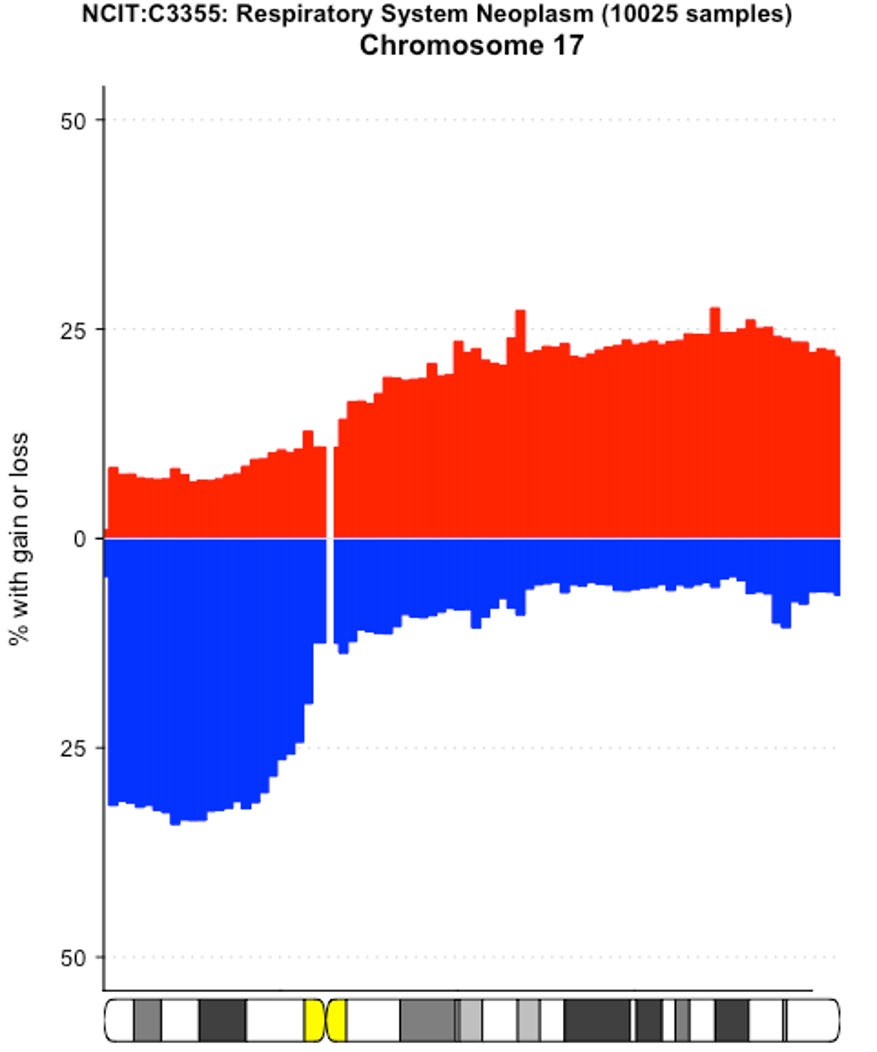 NCIT:C3355: Respiratory System Neoplasm (10025 samples)
Chromosome 17
50
25
0
25
50
% with gain or loss